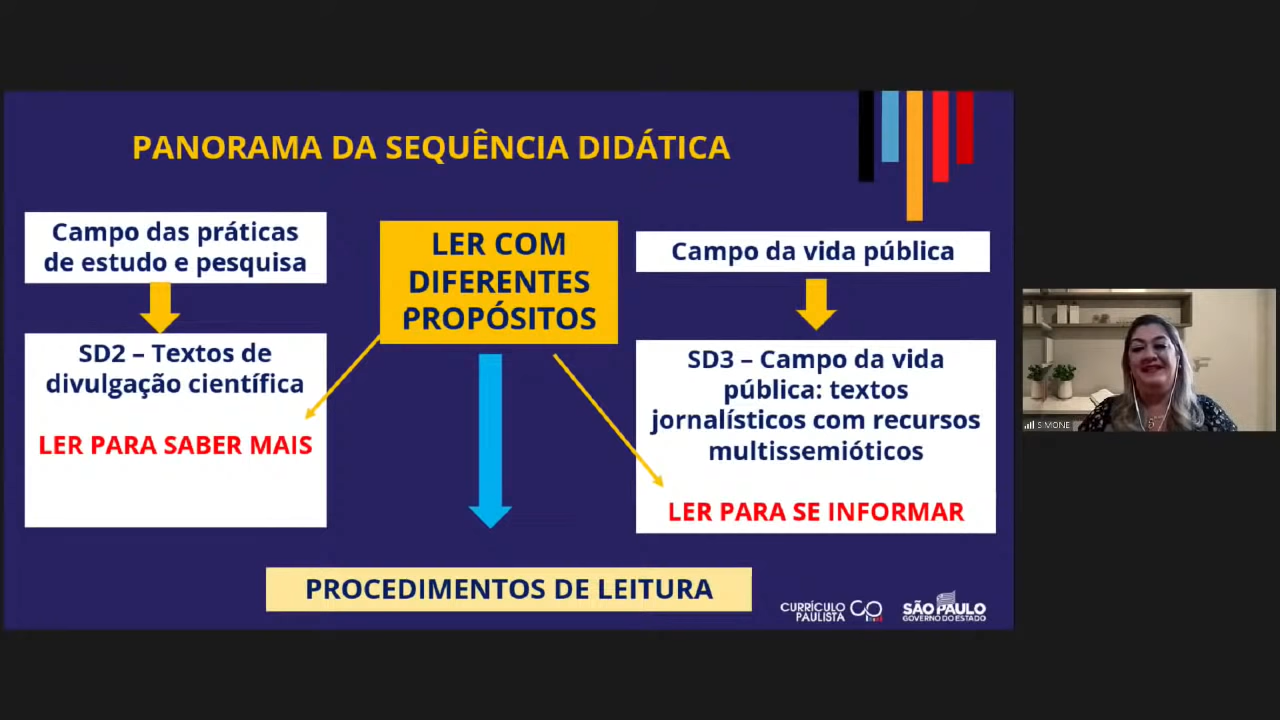 PANORAMA DA SEQUÊNCIA DIDÁTICA
Campo das práticas
de estudo e pesquisa
SD2 – Textos de
divulgação científica
LER PARA SABER MAIS
LER COM
DIFERENTES
PROPÓSITOS
Campo da vida pública
SD3 – Campo da vida
pública: textos
jornalísticos com recursos
multissemióticos
LER PARA SE INFORMAR
PROCEDIMENTOS DE LEITURA
CURRÍCULO
PAULISTA
SÃO PAULO
GOVERNO DO ESTADO
SIMONE